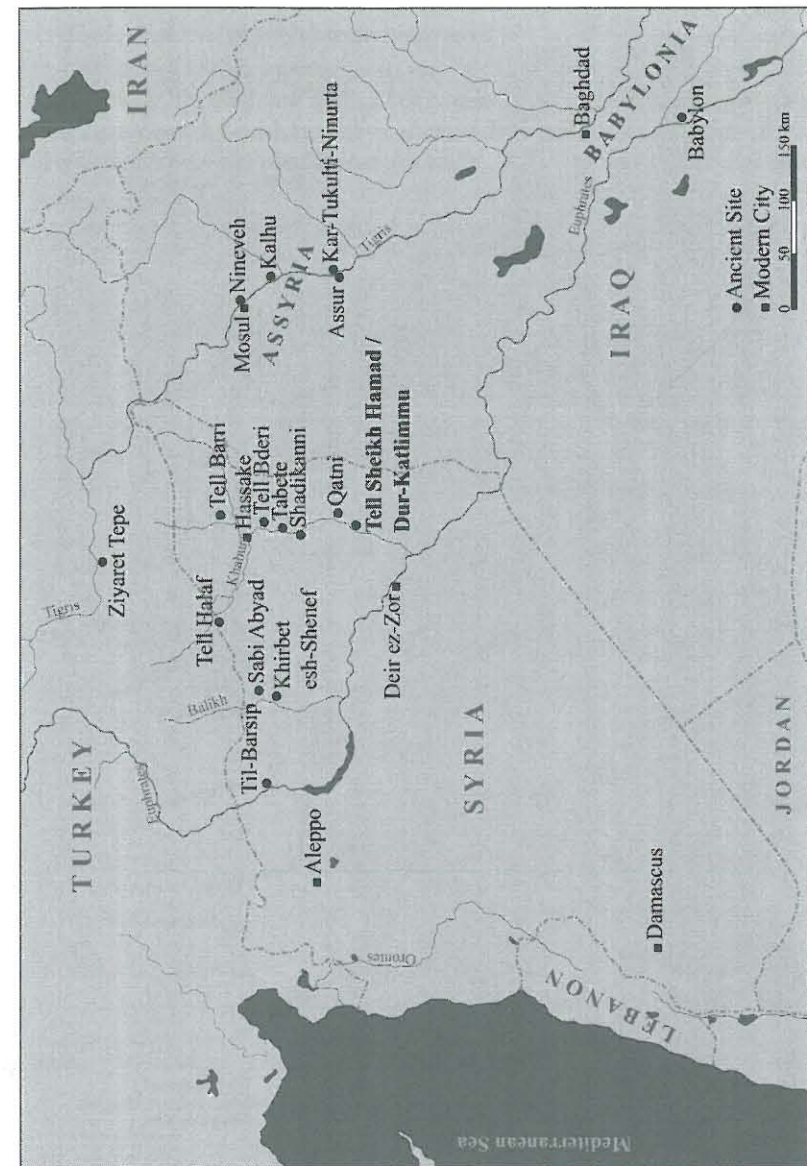 TURKEY
IRAN
Tigris
Ziyaret Tepe
Euphrates
Tell Halaf
Tell Barri
Khabur
Hassake
Tell Bderi
Tabete
Shadikanni
Mosul
Nineveh
Kalhu
ASSYRIA
Til-Barsip
Balikh
Sabi Abyad
Khirbet
esh-Shenef
Aleppo
Qatni
Tell Sheikh Hamad /
Dur-Katlimmu
Assur
Kar-Tukulti-Ninurta
Tigris
Orontes
Deir ez-Zor
SYRIA
IRAQ
Euphrates
Baghdad
BABYLONIA
Babylon
LEBANON
Damascus
JORDAN
Mediterranean Sea
Ancient Site
Modern City
0 50 100 150 km